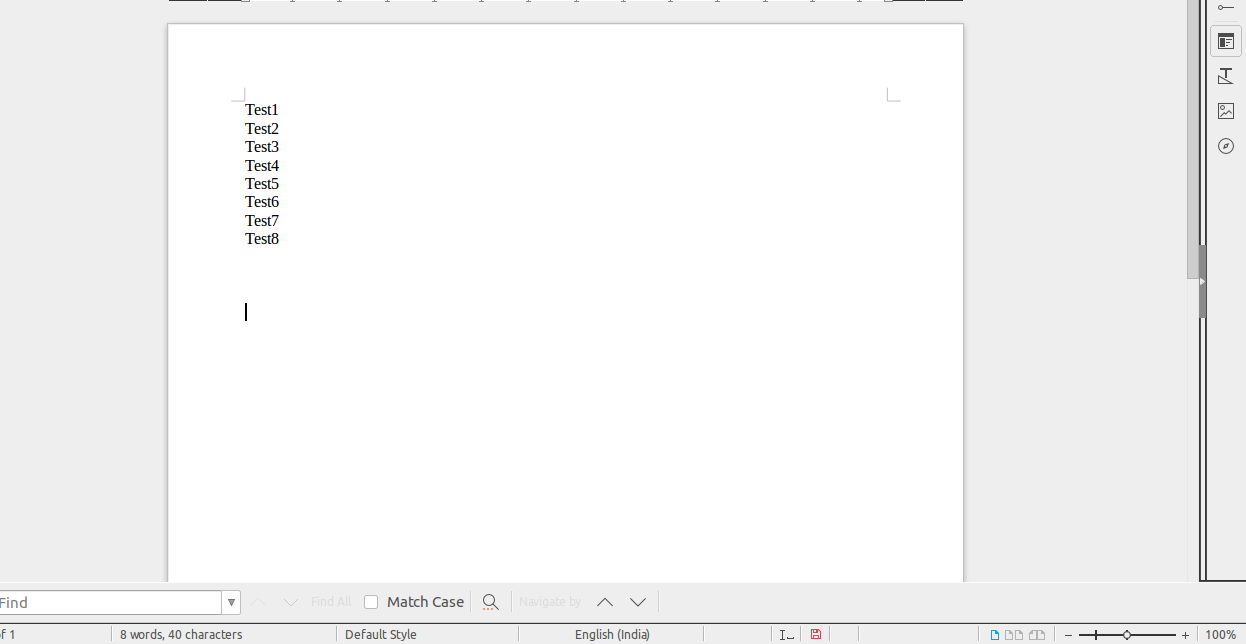 Test1
Test2
Test3
Test4
Test5
Test6
Test7
Test8
Find
Find All
Match Case
Navigate by
of 1
8 words, 40 characters
Default Style
English (India)
100%